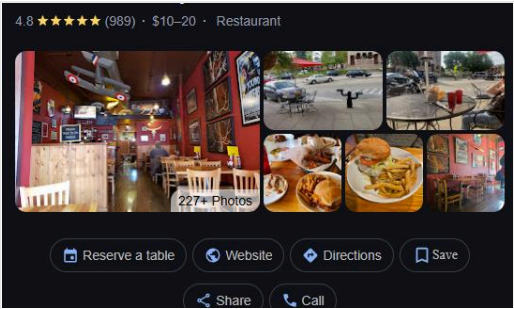 4.8 ★★★★★ (989) · $10–20 · Restaurant
227+ Photos
Reserve a table
Website
Directions
Save
Share
Call